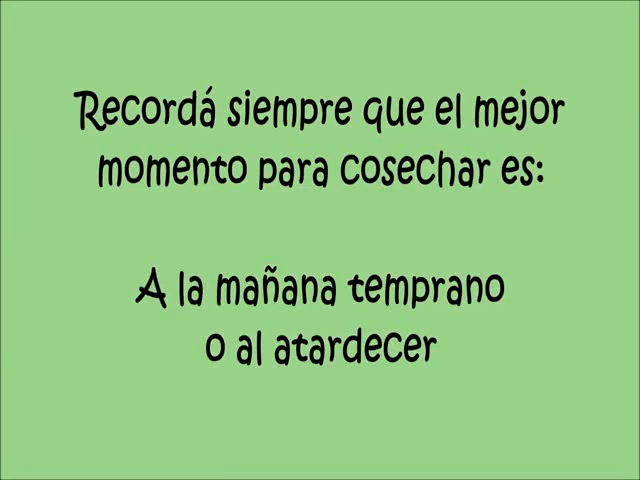 Recordá siempre que el mejor
momento para cosechar es:
A la mañana temprano
o al atardecer